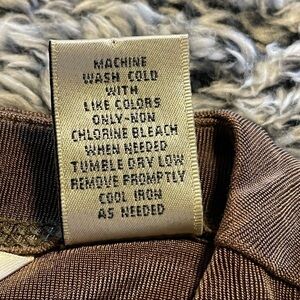 MACHINE
WASH COLD
WITH
LIKE COLORS
ONLY-NON
CHLORINE BLEACH
WHEN NEEDED
TUMBLE DRY LOW
REMOVE PROMPTLY
COOL IRON
AS NEEDED